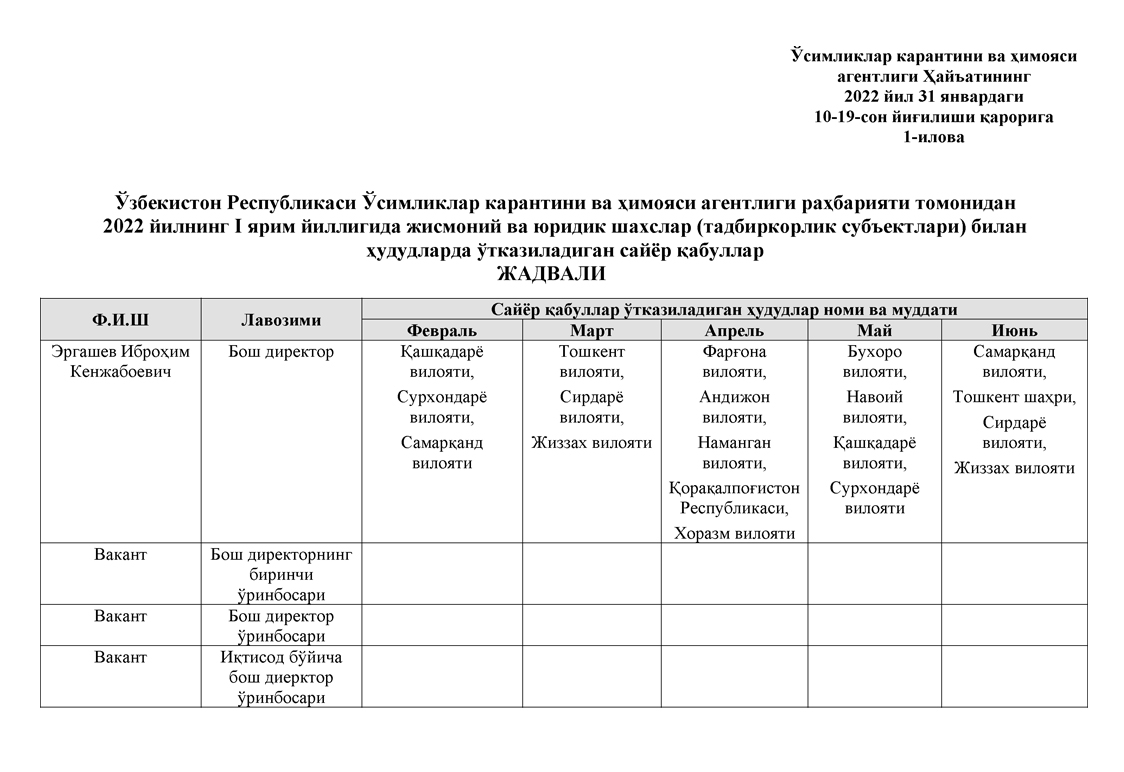 Ўсимликлар карантини ва ҳимояси
агентлиги Ҳайъатининг
2022 йил 31 январдаги
10-19-сон йиғилиши қарорига
1-илова
Ўзбекистон Республикаси Ўсимликлар карантини ва ҳимояси агентлиги раҳбарияти томонидан
2022 йилнинг I ярим йиллигида жисмоний ва юридик шахслар (тадбиркорлик субъектлари) билан
ҳудудларда ўтказиладиган сайёр қабуллар
ЖАДВАЛИ
Ф.И.Ш
Лавозими
Сайёр қабуллар ўтказиладиган ҳудудлар номи ва муддати
Февраль
Март
Апрель
Май
Июнь
Эргашев Иброҳим
Кенжабоевич
Бош директор
Қашкадарё
вилояти,
Сурхондарё
вилояти,
Самарқанд
вилояти
Тошкент
вилояти,
Сирдарё
вилояти,
Жиззах вилояти
Фарғона
вилояти,
Андижон
вилояти,
Наманган
вилояти,
Қорақалпоғистон
Республикаси,
Хоразм вилояти
Бухоро
вилояти,
Навоий
вилояти,
Қашқадарё
вилояти,
Сурхондарё
вилояти
Самарқанд
вилояти,
Тошкент шаҳри,
Сирдарё
вилояти,
Жиззах вилояти
Вакант
Бош директорнинг
биринчи
ўринбосари
Вакант
Бош директор
ўринбосари
Вакант
Иқтисод бўйича
бош диерктор
ўринбосари